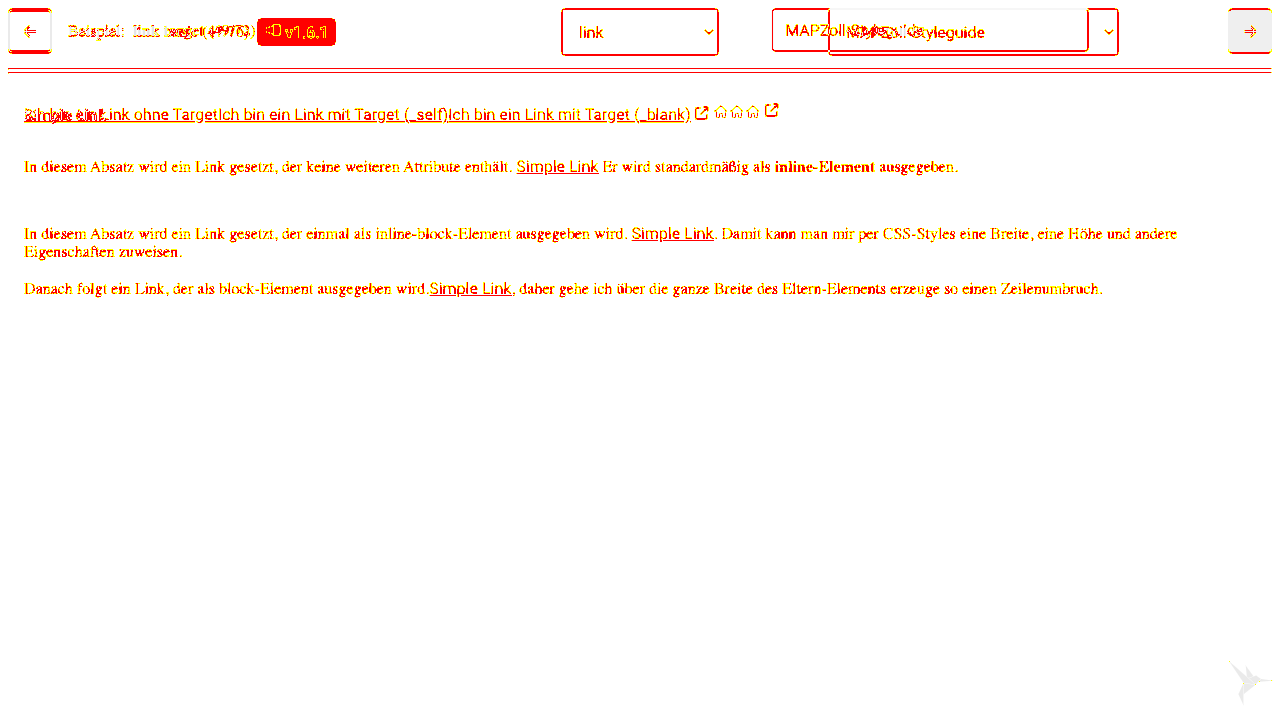 Beispiel: link v1.6.1 link MAPZoll-Styleguide
Ich bin ein Link ohne TargetIch bin ein Link mit Target (_self)Ich bin ein Link mit Target (_blank)
In diesem Absatz wird ein Link gesetzt, der keine weiteren Attribute enthält. Simple Link Er wird standardmäßig als inline-Element ausgegeben.
In diesem Absatz wird ein Link gesetzt, der einmal als inline-block-Element ausgegeben wird. Simple Link. Damit kann man mir per CSS-Styles eine Breite, eine Höhe und andere
Eigenschaften zuweisen.
Danach folgt ein Link, der als block-Element ausgegeben wird.Simple Link, daher gehe ich über die ganze Breite des Eltern-Elements erzeuge so einen Zeilenumbruch.